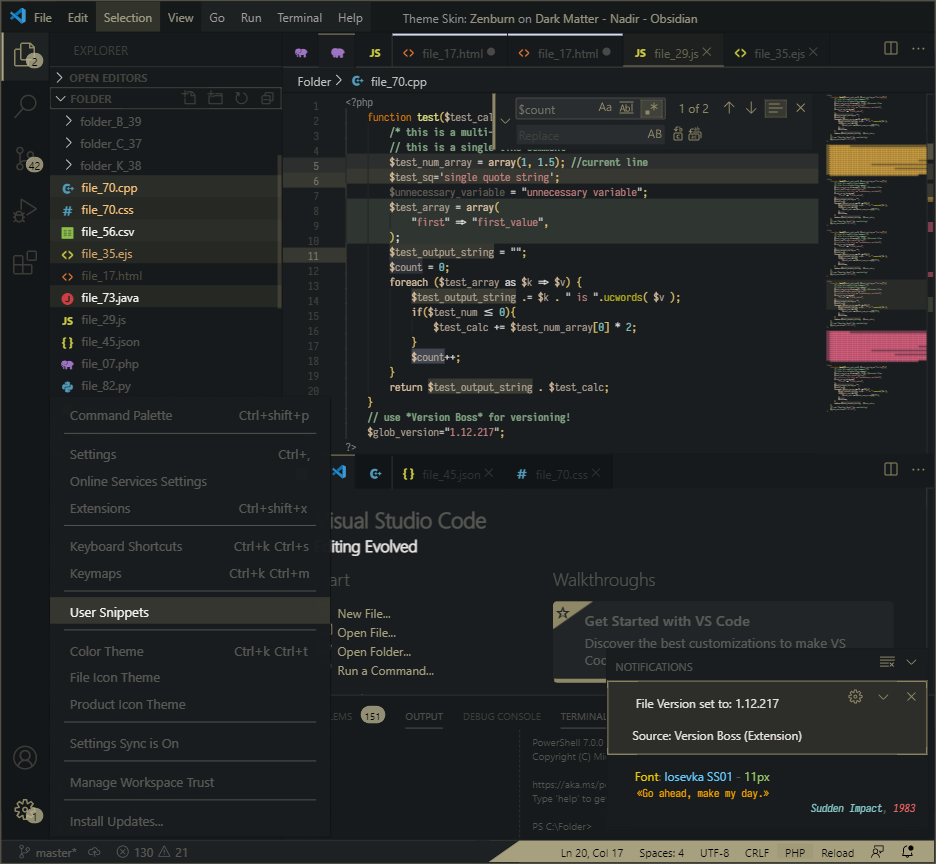 File Edit Selection View Go Run Terminal Help Theme Skin: Zenburn on Dark Matter - Nadir - Obsidian
2
EXPLORER
JS file_17.html file_17.html JS file_29.js file_35.ejs
OPEN EDITORS
FOLDER
Folder file_70.cpp
folder_B_39
folder_C_37
42
folder_K_38
file_70.cpp
# file_70.css
file_56.csv
file_35.ejs
file_17.html
file_73.java
JS file_29.js
{} file_45.json
file_07.php
file_82.py
$count Aa Ab .* 1 of 2
Replace AB
1 <?php
2 function test($test_cal
3 /* this is a multi-
4 // this is a single
5 $test_num_array = array(1, 1.5); //current line
6 $test_sq='single quote string';
7 $unnecessary_variable = "unnecessary variable";
8 $test_array = array(
9 "first" => "first_value",
10 );
11 $test_output_string = "";
12 $count = 0;
13 foreach ($test_array as $k => $v) {
14 $test_output_string .= $k . " is ".ucwords( $v );
15 if($test_num <= 0){
16 $test_calc += $test_num_array[0] * 2;
17 }
18 $count++;
19 }
20 return $test_output_string . $test_calc;
}
// use *Version Boss* for versioning!
$glob_version="1.12.217";
?>
Command Palette Ctrl+shift+p
Settings Ctrl+,
Online Services Settings
Extensions Ctrl+shift+x
Keyboard Shortcuts Ctrl+k Ctrl+s
Keymaps Ctrl+k Ctrl+m
User Snippets
Color Theme Ctrl+k Ctrl+t
File Icon Theme
Product Icon Theme
Settings Sync is On
Manage Workspace Trust
Install Updates...
1
{} file_45.json # file_70.css
isual Studio Code
iting Evolved
art
New File...
Open File...
Open Folder...
Run a Command...
Walkthroughs
Get Started with VS Code
Discover the best customizations to make VS
Coc
LEMS 151 OUTPUT DEBUG CONSOLE TERMINAL
PowerShell 7.0.0
Copyright (C) Mi
https://aka.ms/p
Type 'help' to ge
PS C:\Folder>
NOTIFICATIONS
File Version set to: 1.12.217
Source: Version Boss (Extension)
Font: Iosevka SS01 - 11px
«Go ahead, make my day.»
Sudden Impact, 1983
master* 130 21 Ln 20, Col 17 Spaces: 4 UTF-8 CRLF PHP Reload